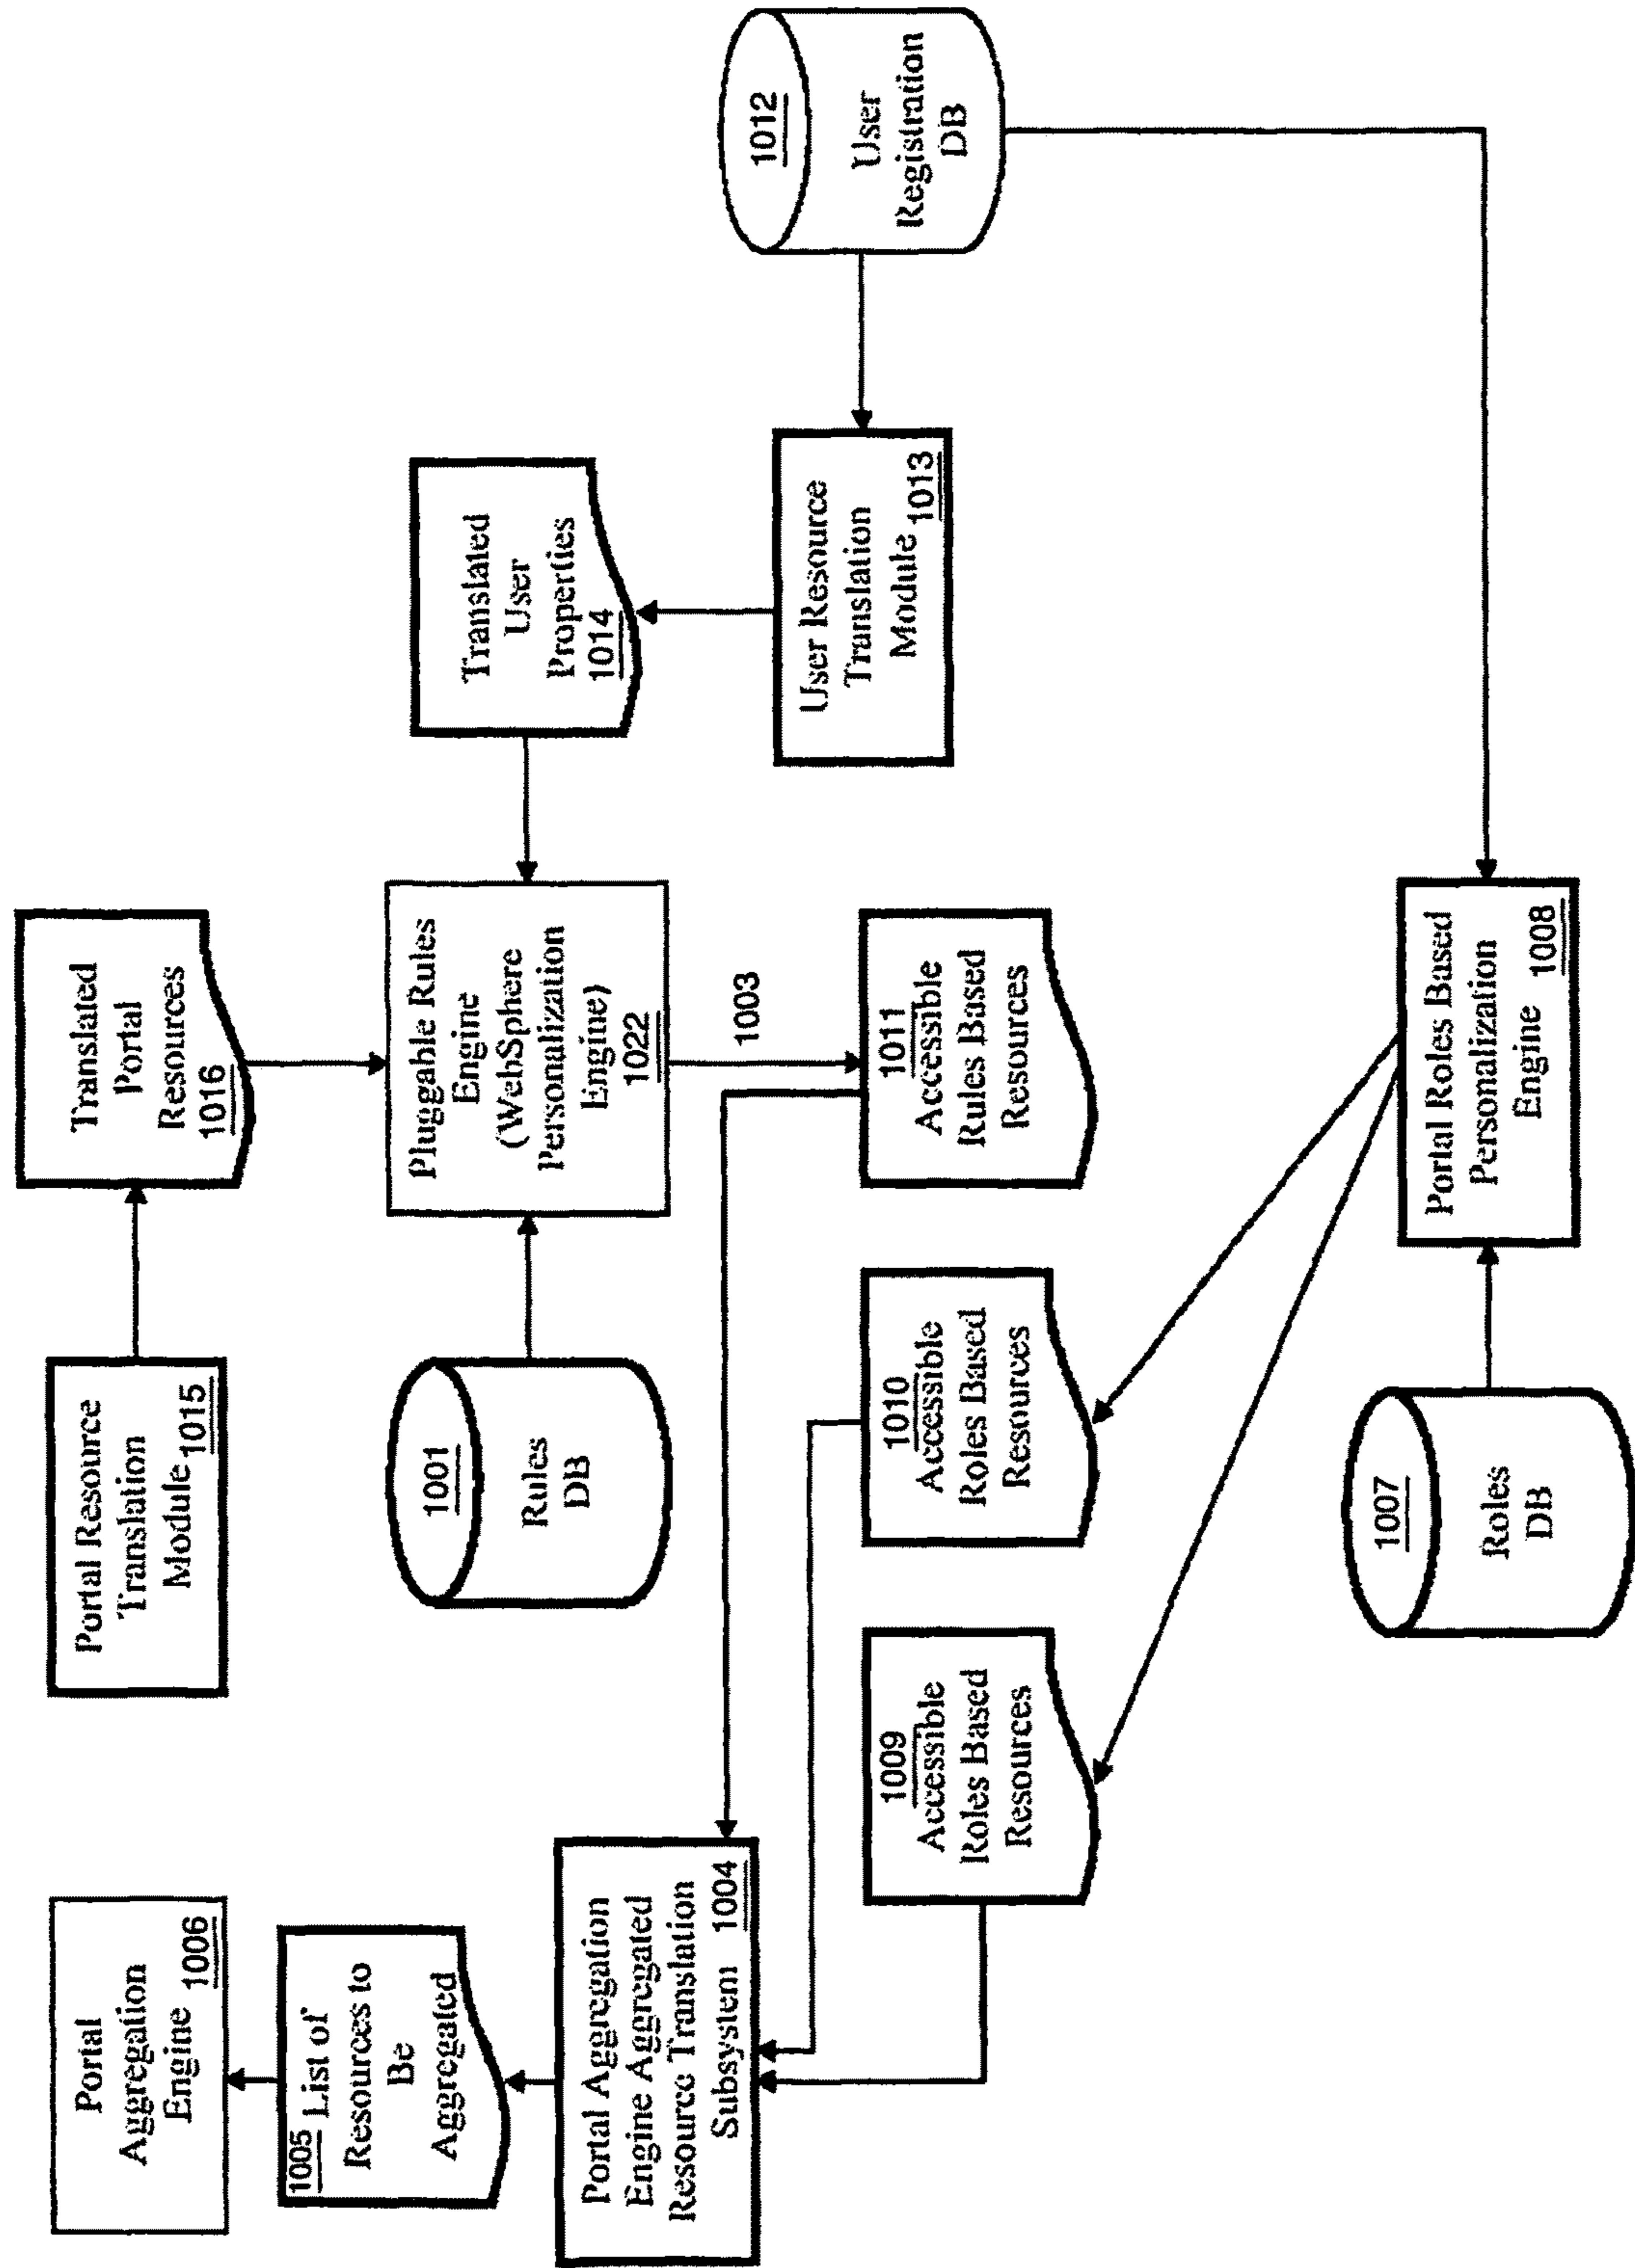 Portal
Aggregation
Engine 1006
1005 List of
Resources to
Be
Aggregated
Portal Aggregation
Engine Aggregated
Resource Translation
Subsystem 1004
Portal Resource
Translation
Module 1015
Translated
Portal
Resources
1016
1001
Rules
DB
Pluggable Rules
Engine
(WebSphere
Personalization
Engine)
1022
1003
Translated
User
Properties
1014
User Resource
Translation
Module 1013
1012
User
Registration
DB
1009
Accessible
Roles Based
Resources
1010
Accessible
Roles Based
Resources
1011
Accessible
Rules Based
Resources
1007
Roles
DB
Portal Roles Based
Personalization
Engine 1008